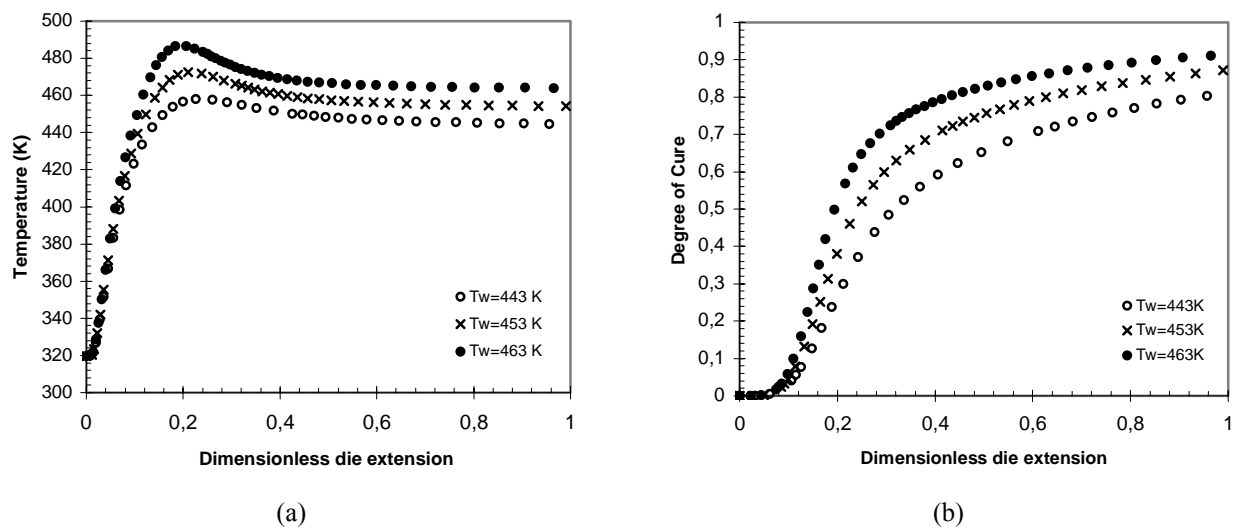 500
480
460
440
420
400
380
360
340
320
300
Temperature (K)
0
0,2
0,4
0,6
0,8
1
Dimensionless die extension
Tw=443 K
Tw=453 K
Tw=463 K
(a)
1
0,9
0,8
0,7
0,6
0,5
0,4
0,3
0,2
0,1
0
Degree of Cure
0
0,2
0,4
0,6
0,8
1
Dimensionless die extension
Tw=443K
Tw=453K
Tw=463K
(b)